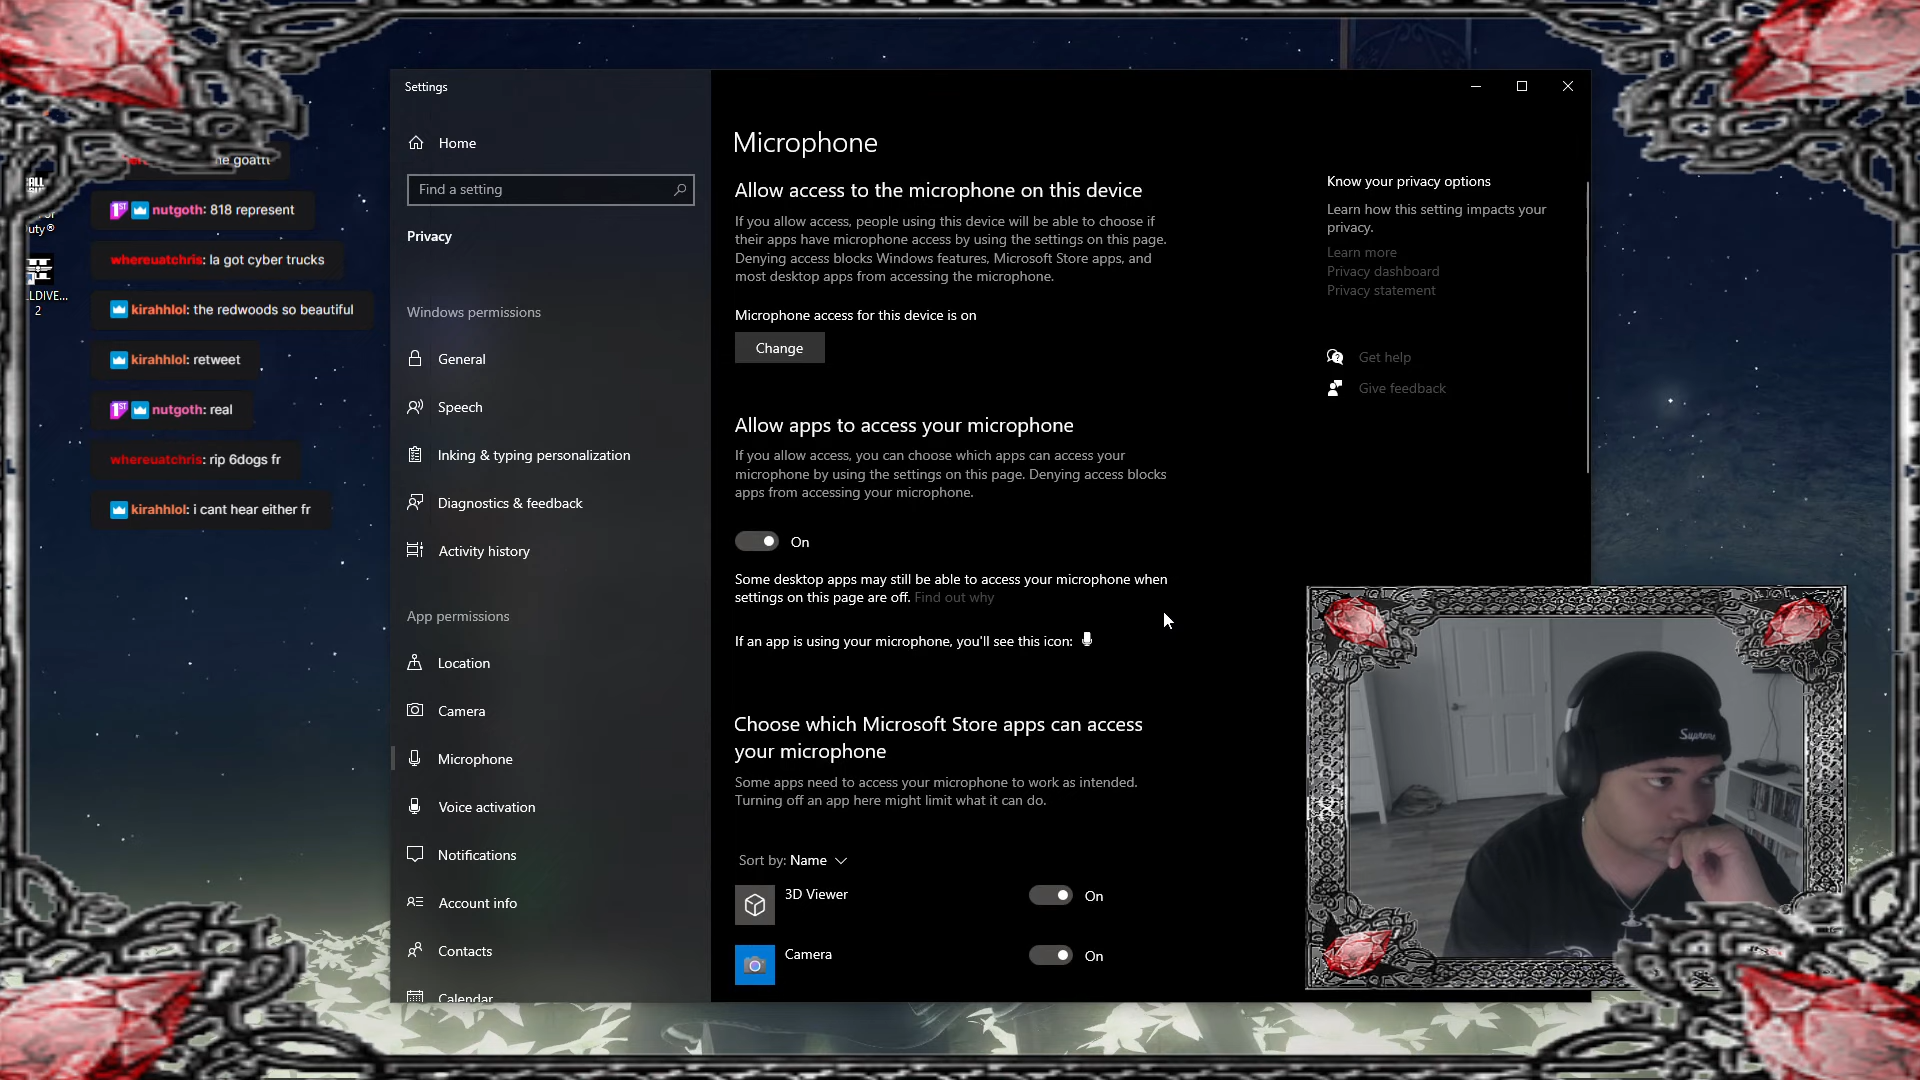 he goattt
nutgoth: 818 represent
whereuatchris: la got cyber trucks
kirahhlol: the redwoods so beautiful
kirahhlol: retweet
nutgoth: real
whereuatchris: rip 6dogs fr
kirahhlol: i cant hear either fr
uty®
LDIVE...
2
Settings
Home
Find a setting
Privacy
Windows permissions
General
Speech
Inking & typing personalization
Diagnostics & feedback
Activity history
App permissions
Location
Camera
Microphone
Voice activation
Notifications
Account info
Contacts
Calendar
Microphone
Allow access to the microphone on this device
If you allow access, people using this device will be able to choose if
their apps have microphone access by using the settings on this page.
Denying access blocks Windows features, Microsoft Store apps, and
most desktop apps from accessing the microphone.
Microphone access for this device is on
Change
Allow apps to access your microphone
If you allow access, you can choose which apps can access your
microphone by using the settings on this page. Denying access blocks
apps from accessing your microphone.
On
Some desktop apps may still be able to access your microphone when
settings on this page are off. Find out why
If an app is using your microphone, you'll see this icon:
Choose which Microsoft Store apps can access
your microphone
Some apps need to access your microphone to work as intended.
Turning off an app here might limit what it can do.
Sort by: Name
3D Viewer
On
Camera
On
Know your privacy options
Learn how this setting impacts your
privacy.
Learn more
Privacy dashboard
Privacy statement
Get help
Give feedback
Supreme